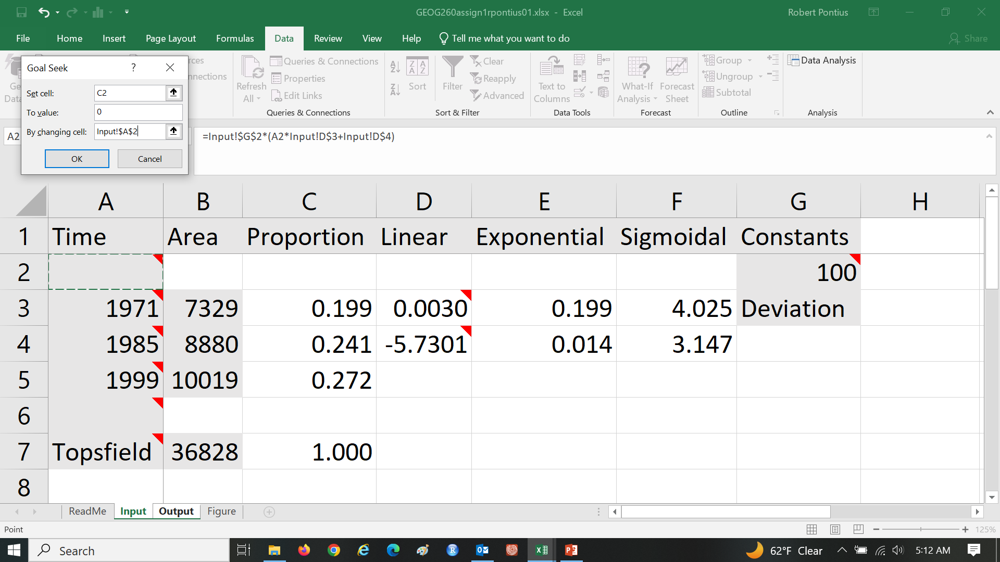 GEOG260assign1rpontius01.xlsx - Excel
Robert Pontius
File Home Insert Page Layout Formulas Data Review View Help Tell me what you want to do Share
Goal Seek ? 
Set cell: C2
To value: 0
By changing cell: Input!$A$2
OK Cancel
Refresh All
Queries & Connections
Properties
Edit Links
Queries & Connections
Sort
Filter
Clear
Reapply
Advanced
Sort & Filter
Text to Columns
Data Tools
What-If Analysis
Forecast Sheet
Forecast
Group
Ungroup
Subtotal
Outline
Data Analysis
Analysis
A2
=Input!$G$2*(A2*Input!D$3+Input!D$4)
A B C D E F G H
1 Time Area Proportion Linear Exponential Sigmoidal Constants
2 100
3 1971 7329 0.199 0.0030 0.199 4.025 Deviation
4 1985 8880 0.241 -5.7301 0.014 3.147
5 1999 10019 0.272
6
7 Topsfield 36828 1.000
8
ReadMe Input Output Figure
Point
125%
Search
62°F Clear
5:12 AM